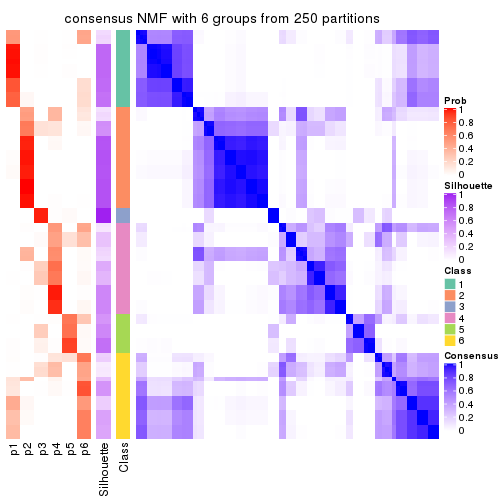 consensus NMF with 6 groups from 250 partitions
Prob
1
0.8
0.6
0.4
0.2
0
Silhouette
1
0.8
0.6
0.4
0.2
0
Class
1
2
3
4
5
6
Consensus
1
0.8
0.6
0.4
0.2
0
p1
p2
p3
p4
p5
p6
Silhouette
Class